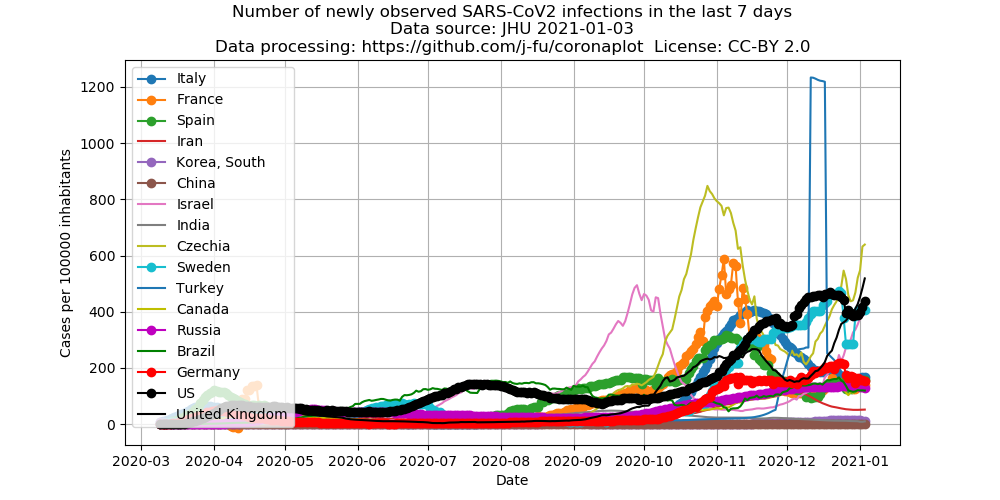 Number of newly observed SARS-CoV2 infections in the last 7 days
Data source: JHU 2021-01-03
Data processing: https://github.com/j-fu/coronaplot  License: CC-BY 2.0
Cases per 100000 inhabitants
1200
1000
800
600
400
200
0
Italy
France
Spain
Iran
Korea, South
China
Israel
India
Czechia
Sweden
Turkey
Canada
Russia
Brazil
Germany
US
United Kingdom
2020-03 2020-04 2020-05 2020-06 2020-07 2020-08 2020-09 2020-10 2020-11 2020-12 2021-01
Date